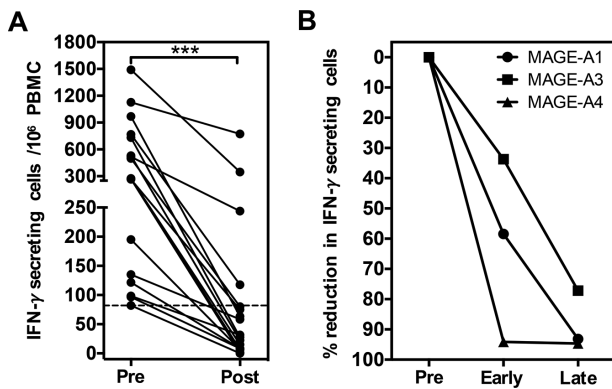 A
IFN-γ secreting cells /10⁶ PBMC
1800
1500
1200
900
600
300
250
200
150
100
50
0
***
Pre
Post
B
% reduction in IFN-γ secreting cells
0
10
20
30
40
50
60
70
80
90
100
MAGE-A1
MAGE-A3
MAGE-A4
Pre
Early
Late